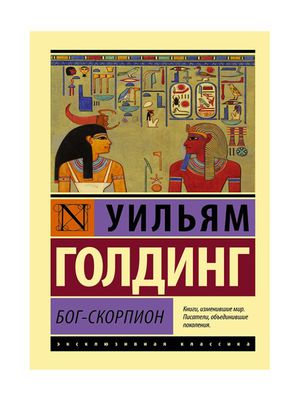 N УИЛЬЯМ
ГОЛДИНГ
БОГ-СКОРПИОН
Книги, изменившие мир.
Писатели, объединившие
поколения.
ЭКСКЛЮЗИВНАЯ КЛАССИКА